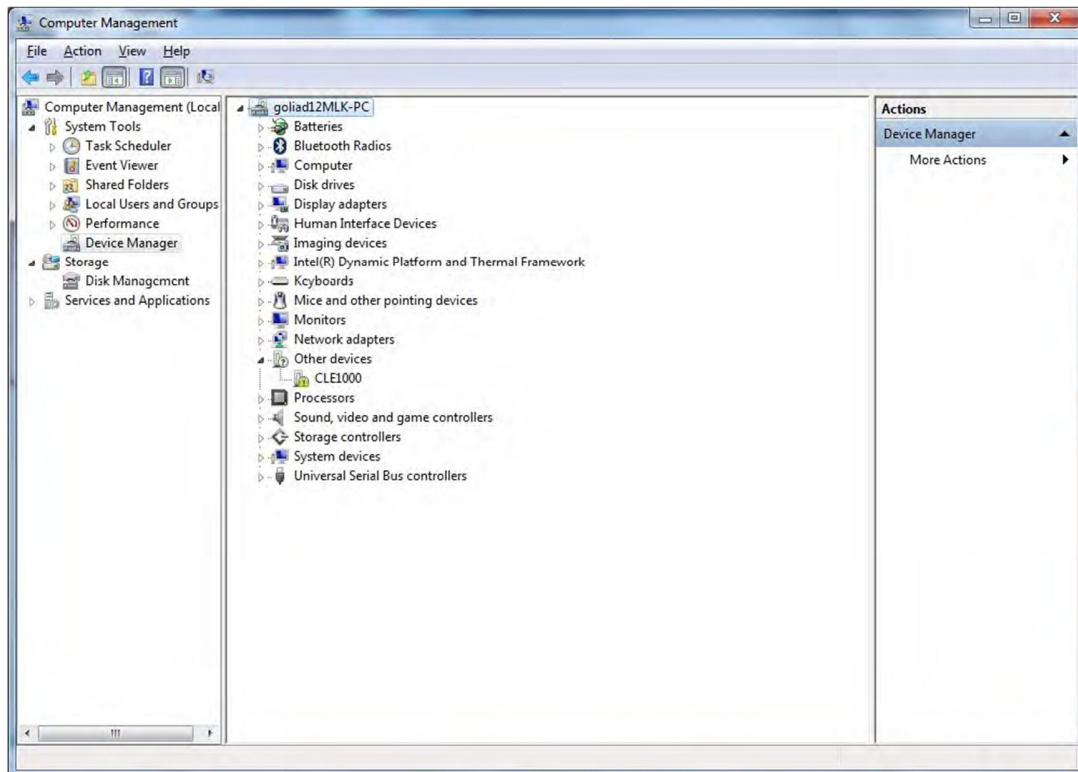 Computer Management
File Action View Help
Computer Management (Local
System Tools
Task Scheduler
Event Viewer
Shared Folders
Local Users and Groups
Performance
Device Manager
Storage
Disk Management
Services and Applications
goliad12MLK-PC
Batteries
Bluetooth Radios
Computer
Disk drives
Display adapters
Human Interface Devices
Imaging devices
Intel(R) Dynamic Platform and Thermal Framework
Keyboards
Mice and other pointing devices
Monitors
Network adapters
Other devices
CLE1000
Processors
Sound, video and game controllers
Storage controllers
System devices
Universal Serial Bus controllers
Actions
Device Manager
More Actions